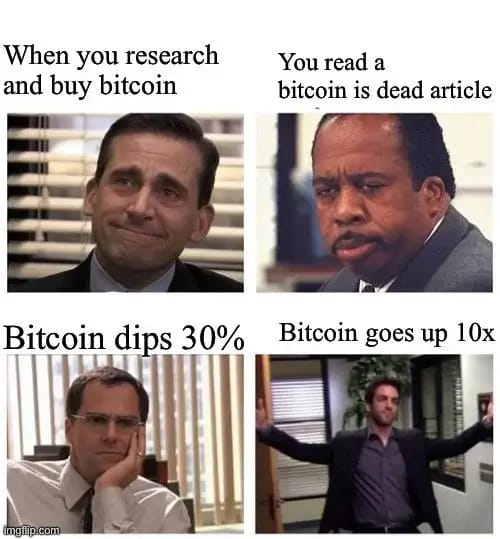 When you research
and buy bitcoin
You read a
bitcoin is dead article
Bitcoin dips 30%
Bitcoin goes up 10x
imgflip.com